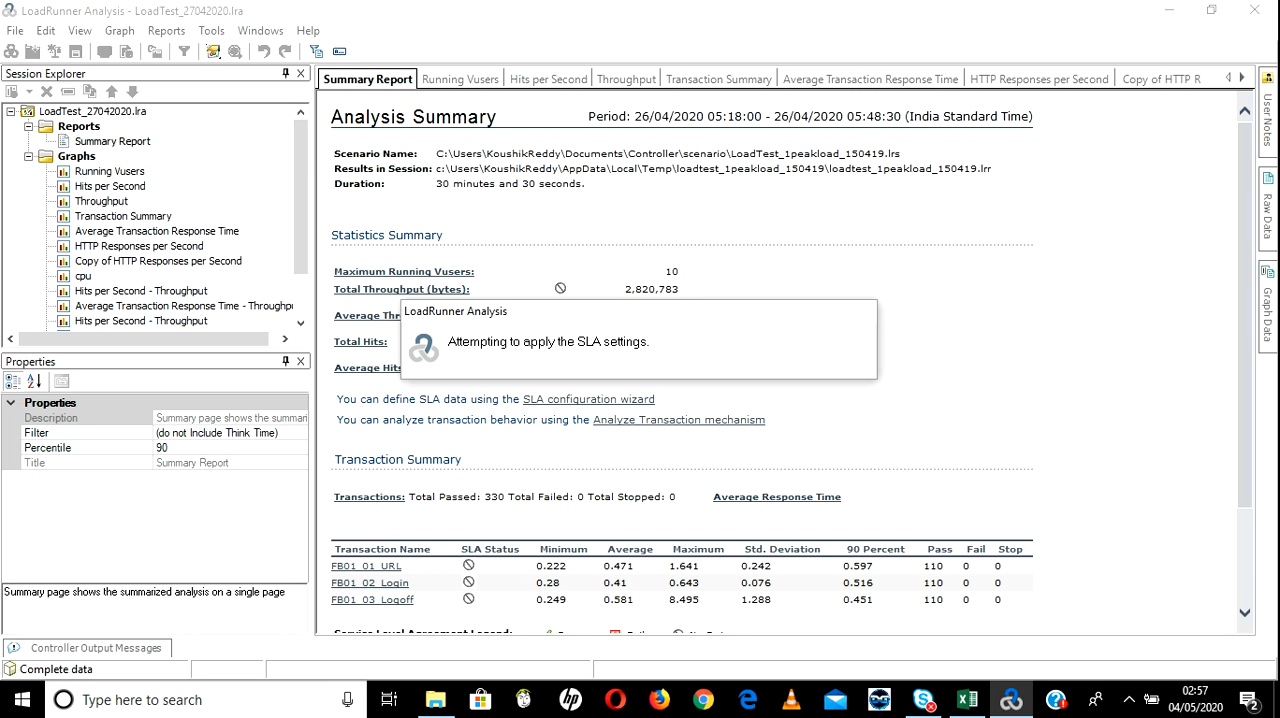 LoadRunner Analysis - LoadTest_27042020.lra
File Edit View Graph Reports Tools Windows Help
Session Explorer
LoadTest_27042020.lra
Reports
Summary Report
Graphs
Running Vusers
Hits per Second
Throughput
Transaction Summary
Average Transaction Response Time
HTTP Responses per Second
Copy of HTTP Responses per Second
cpu
Hits per Second - Throughput
Average Transaction Response Time - Throughpu
Hits per Second - Throughput
Properties
Properties
Description Summary page shows the summari
Filter (do not Include Think Time)
Percentile 90
Title Summary Report
Summary page shows the summarized analysis on a single page
Summary Report Running Vusers Hits per Second Throughput Transaction Summary Average Transaction Response Time HTTP Responses per Second Copy of HTTP R
Analysis Summary Period: 26/04/2020 05:18:00 - 26/04/2020 05:48:30 (India Standard Time)
Scenario Name: C:\Users\KoushikReddy\Documents\Controller\scenario\LoadTest_1peakload_150419.lrs
Results in Session: c:\Users\KoushikReddy\AppData\Local\Temp\loadtest_1peakload_150419\loadtest_1peakload_150419.lrr
Duration: 30 minutes and 30 seconds.
Statistics Summary
Maximum Running Vusers: 10
Total Throughput (bytes): 2,820,783
Average Thr
Total Hits:
Average Hits
LoadRunner Analysis
Attempting to apply the SLA settings.
You can define SLA data using the SLA configuration wizard
You can analyze transaction behavior using the Analyze Transaction mechanism
Transaction Summary
Transactions: Total Passed: 330 Total Failed: 0 Total Stopped: 0 Average Response Time
Transaction Name SLA Status Minimum Average Maximum Std. Deviation 90 Percent Pass Fail Stop
FB01_01_URL 0.222 0.471 1.641 0.242 0.597 110 0 0
FB01_02_Login 0.28 0.41 0.643 0.076 0.516 110 0 0
FB01_03_Logoff 0.249 0.581 8.495 1.288 0.451 110 0 0
User Notes
Raw Data
Graph Data
Controller Output Messages
Complete data
Type here to search
02:57
04/05/2020
2